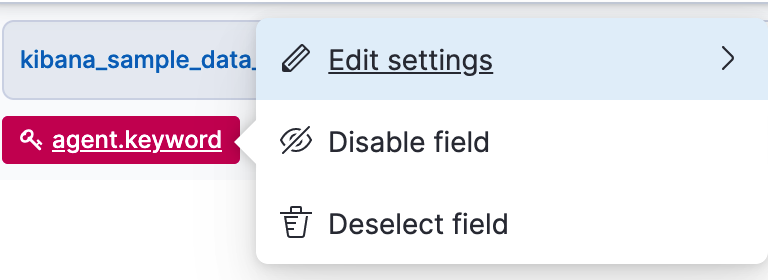 kibana_sample_data_
Edit settings
agent.keyword
Disable field
Deselect field